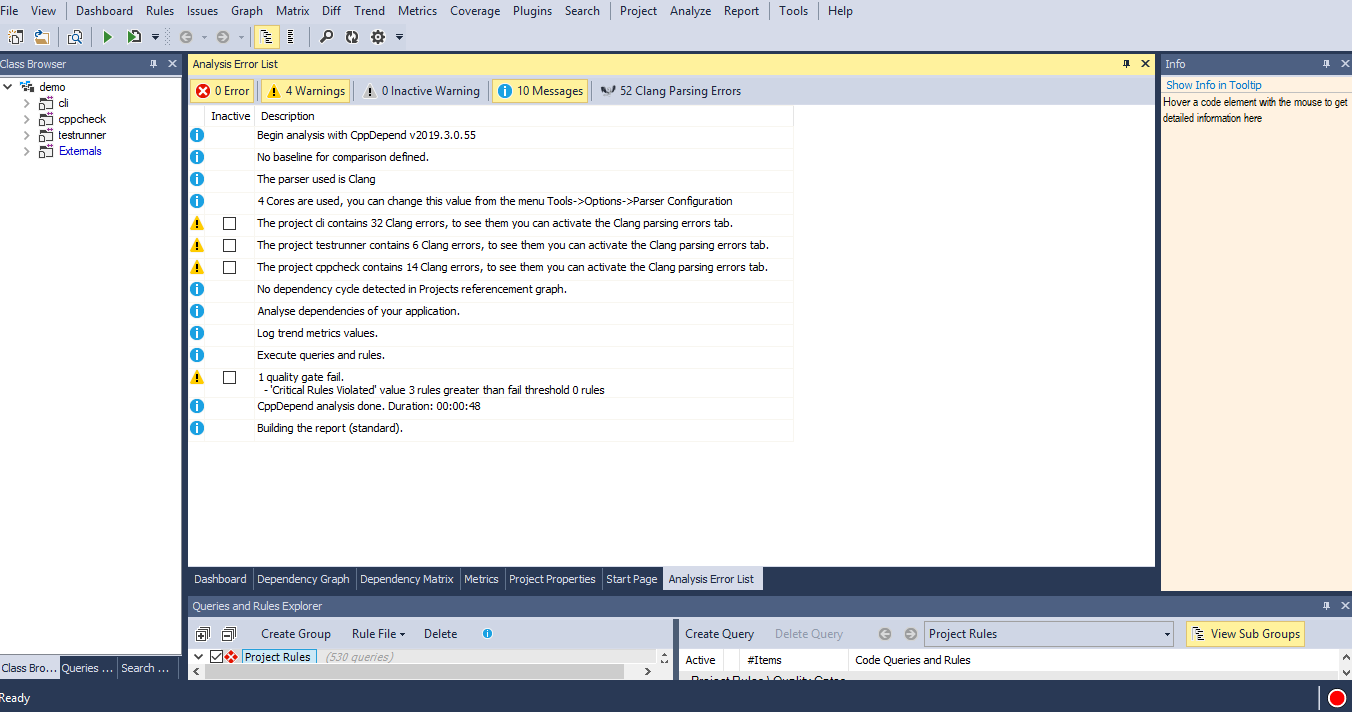 File View Dashboard Rules Issues Graph Matrix Diff Trend Metrics Coverage Plugins Search Project Analyze Report Tools Help
Class Browser
demo
cli
cppcheck
testrunner
Externals
Class Bro... Queries ... Search ...
Analysis Error List
0 Error 4 Warnings 0 Inactive Warning 10 Messages 52 Clang Parsing Errors
Inactive Description
Begin analysis with CppDepend v2019.3.0.55
No baseline for comparison defined.
The parser used is Clang
4 Cores are used, you can change this value from the menu Tools->Options->Parser Configuration
The project cli contains 32 Clang errors, to see them you can activate the Clang parsing errors tab.
The project testrunner contains 6 Clang errors, to see them you can activate the Clang parsing errors tab.
The project cppcheck contains 14 Clang errors, to see them you can activate the Clang parsing errors tab.
No dependency cycle detected in Projects referencement graph.
Analyse dependencies of your application.
Log trend metrics values.
Execute queries and rules.
1 quality gate fail.
- 'Critical Rules Violated' value 3 rules greater than fail threshold 0 rules
CppDepend analysis done. Duration: 00:00:48
Building the report (standard).
Dashboard Dependency Graph Dependency Matrix Metrics Project Properties Start Page Analysis Error List
Info
Show Info in Tooltip
Hover a code element with the mouse to get
detailed information here
Queries and Rules Explorer
Create Group Rule File Delete
Project Rules (530 queries)
Create Query Delete Query Project Rules View Sub Groups
Active #Items Code Queries and Rules
Project Rules \ Quality Gates
Ready